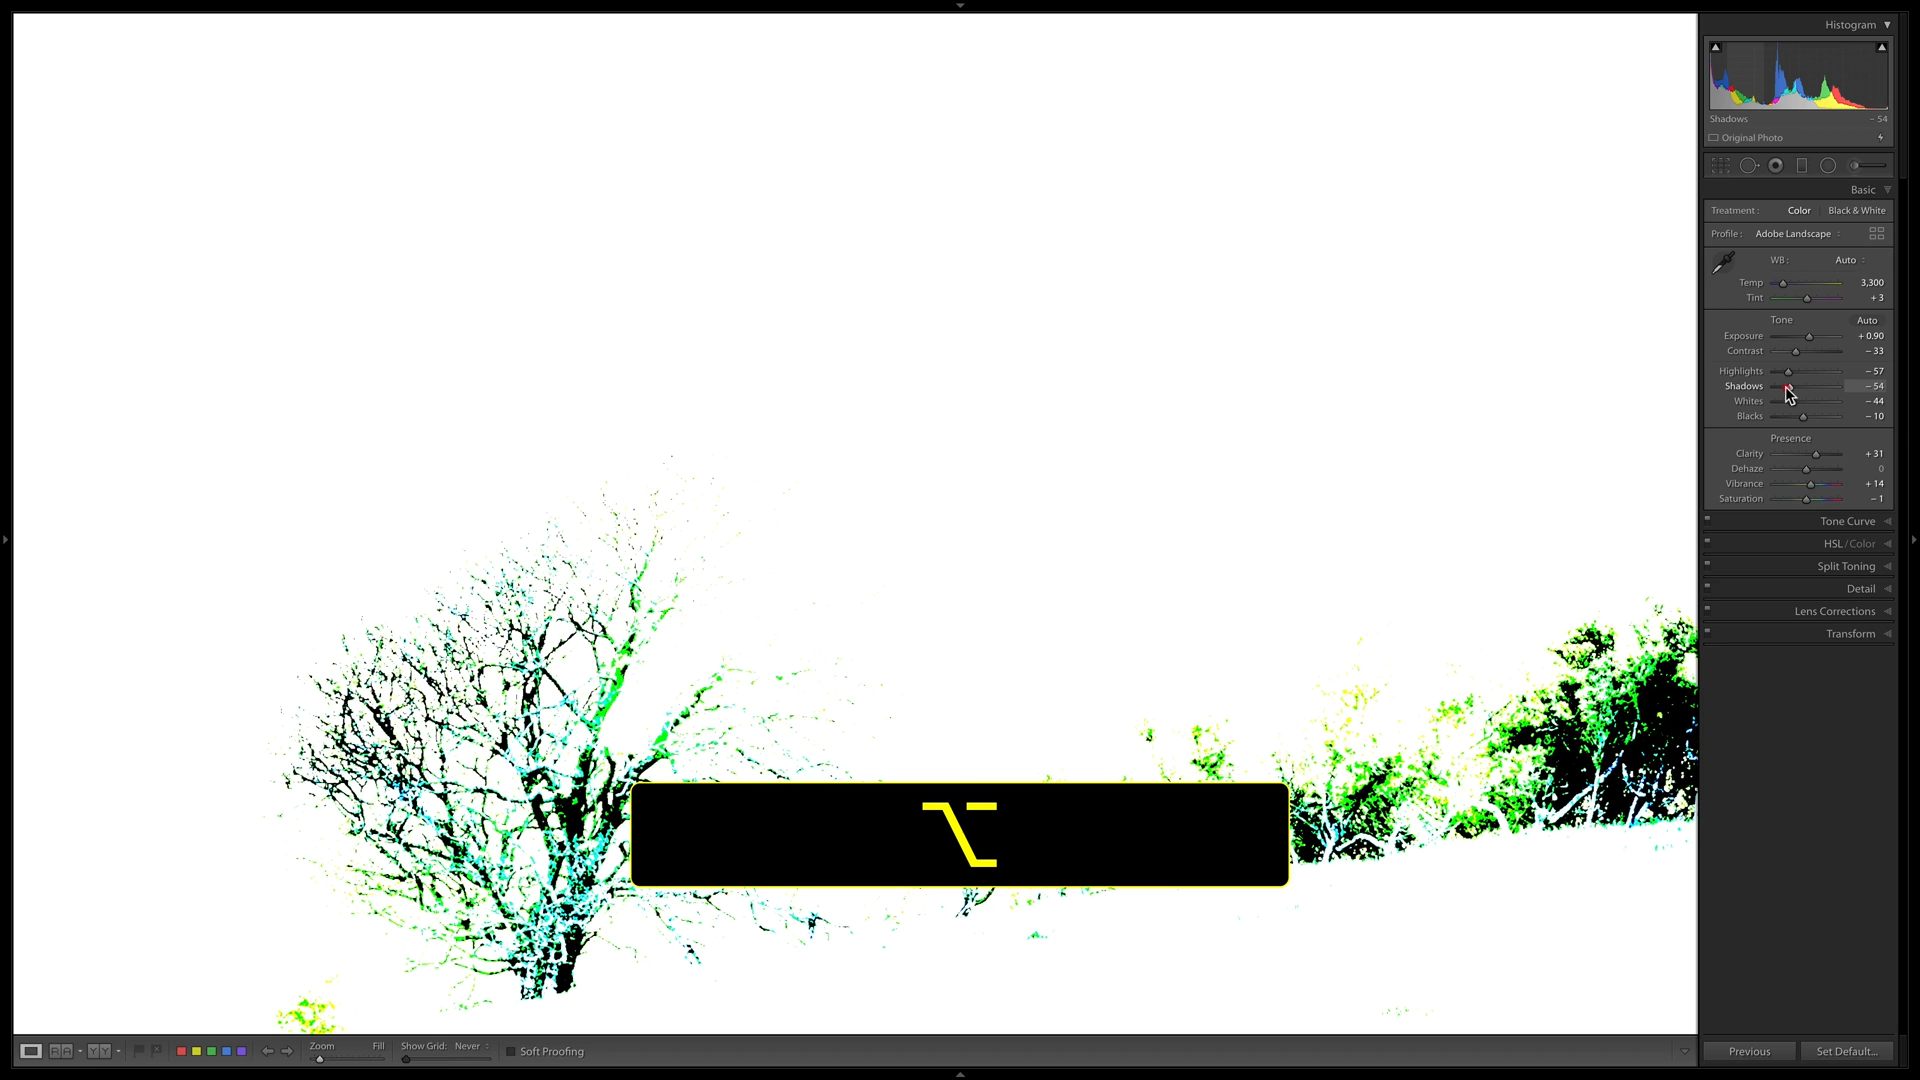 Histogram
Shadows - 54
Original Photo
Basic
Treatment : Color Black & White
Profile : Adobe Landscape
WB : Auto
Temp 3,300
Tint + 3
Tone Auto
Exposure + 0.90
Contrast - 33
Highlights - 57
Shadows - 54
Whites - 44
Blacks - 10
Presence
Clarity + 31
Dehaze 0
Vibrance + 14
Saturation - 1
Tone Curve
HSL / Color
Split Toning
Detail
Lens Corrections
Transform
⌥
R A Y Y Zoom Fill Show Grid: Never Soft Proofing Previous Set Default...